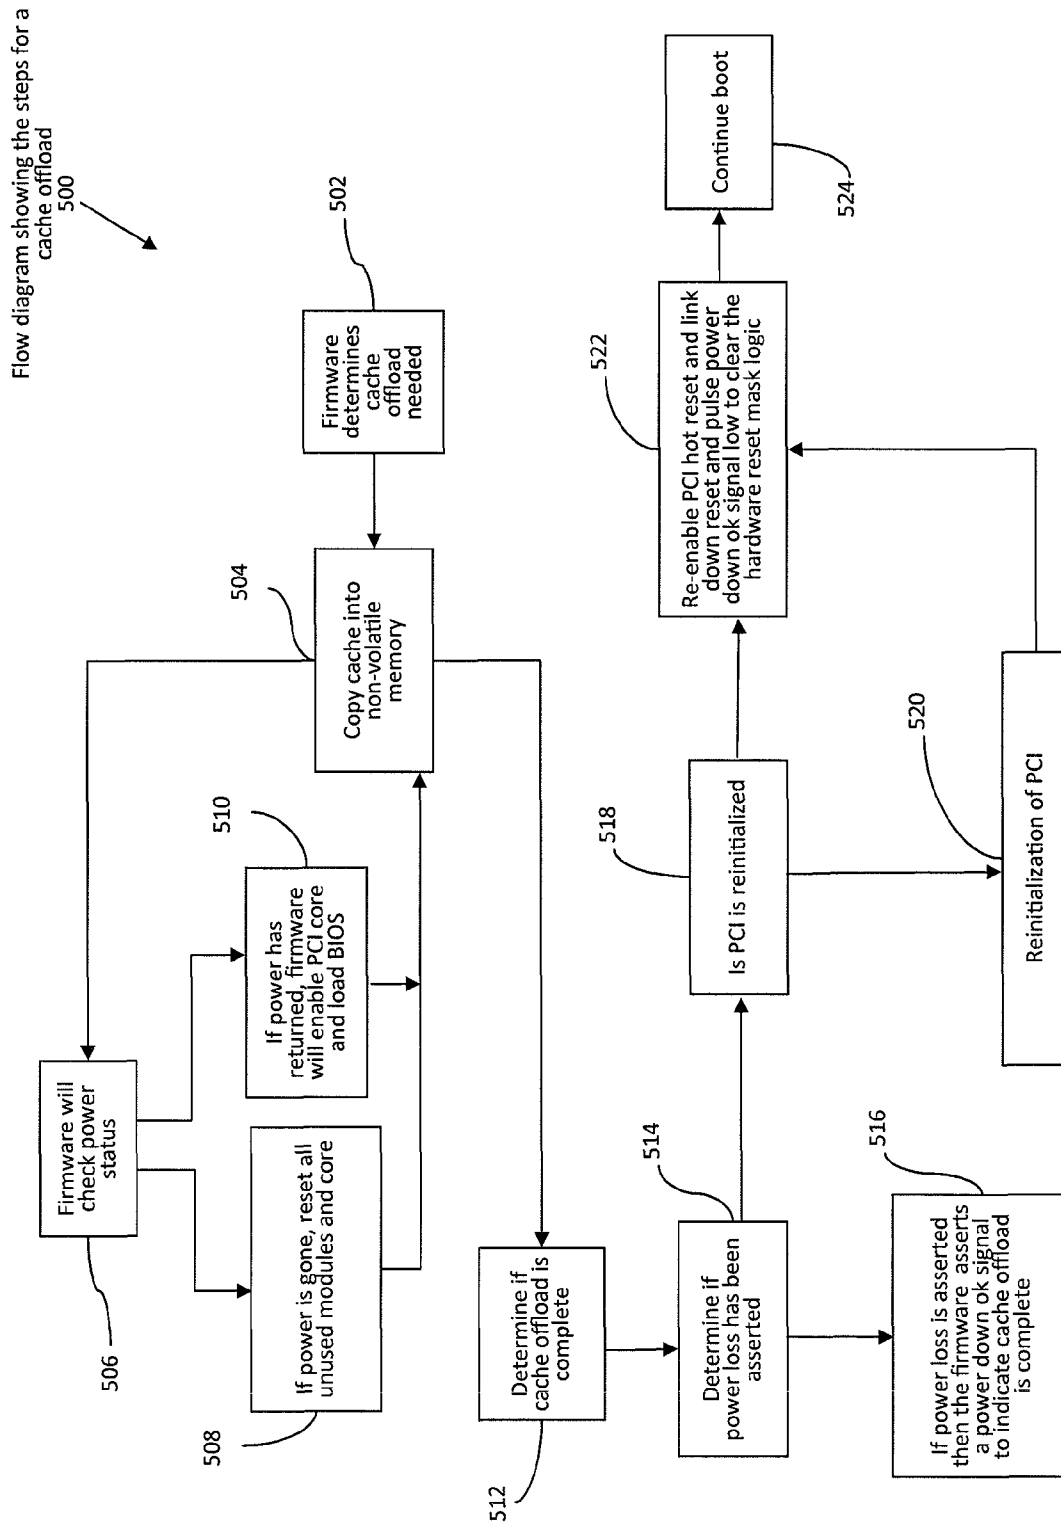 Flow diagram showing the steps for a
cache offload
500
502
Firmware
determines
cache
offload
needed
504
Copy cache into
non-volatile
memory
506
Firmware will
check power
status
508
If power is gone, reset all
unused modules and core
510
If power has
returned, firmware
will enable PCI core
and load BIOS
512
Determine if
cache offload is
complete
514
Determine if
power loss has been
asserted
516
If power loss is asserted
then the firmware asserts
a power down ok signal
to indicate cache offload
is complete
518
Is PCI is reinitialized
520
Reinitialization of PCI
522
Re-enable PCI hot reset and link
down reset and pulse power
down ok signal low to clear the
hardware reset mask logic
524
Continue boot